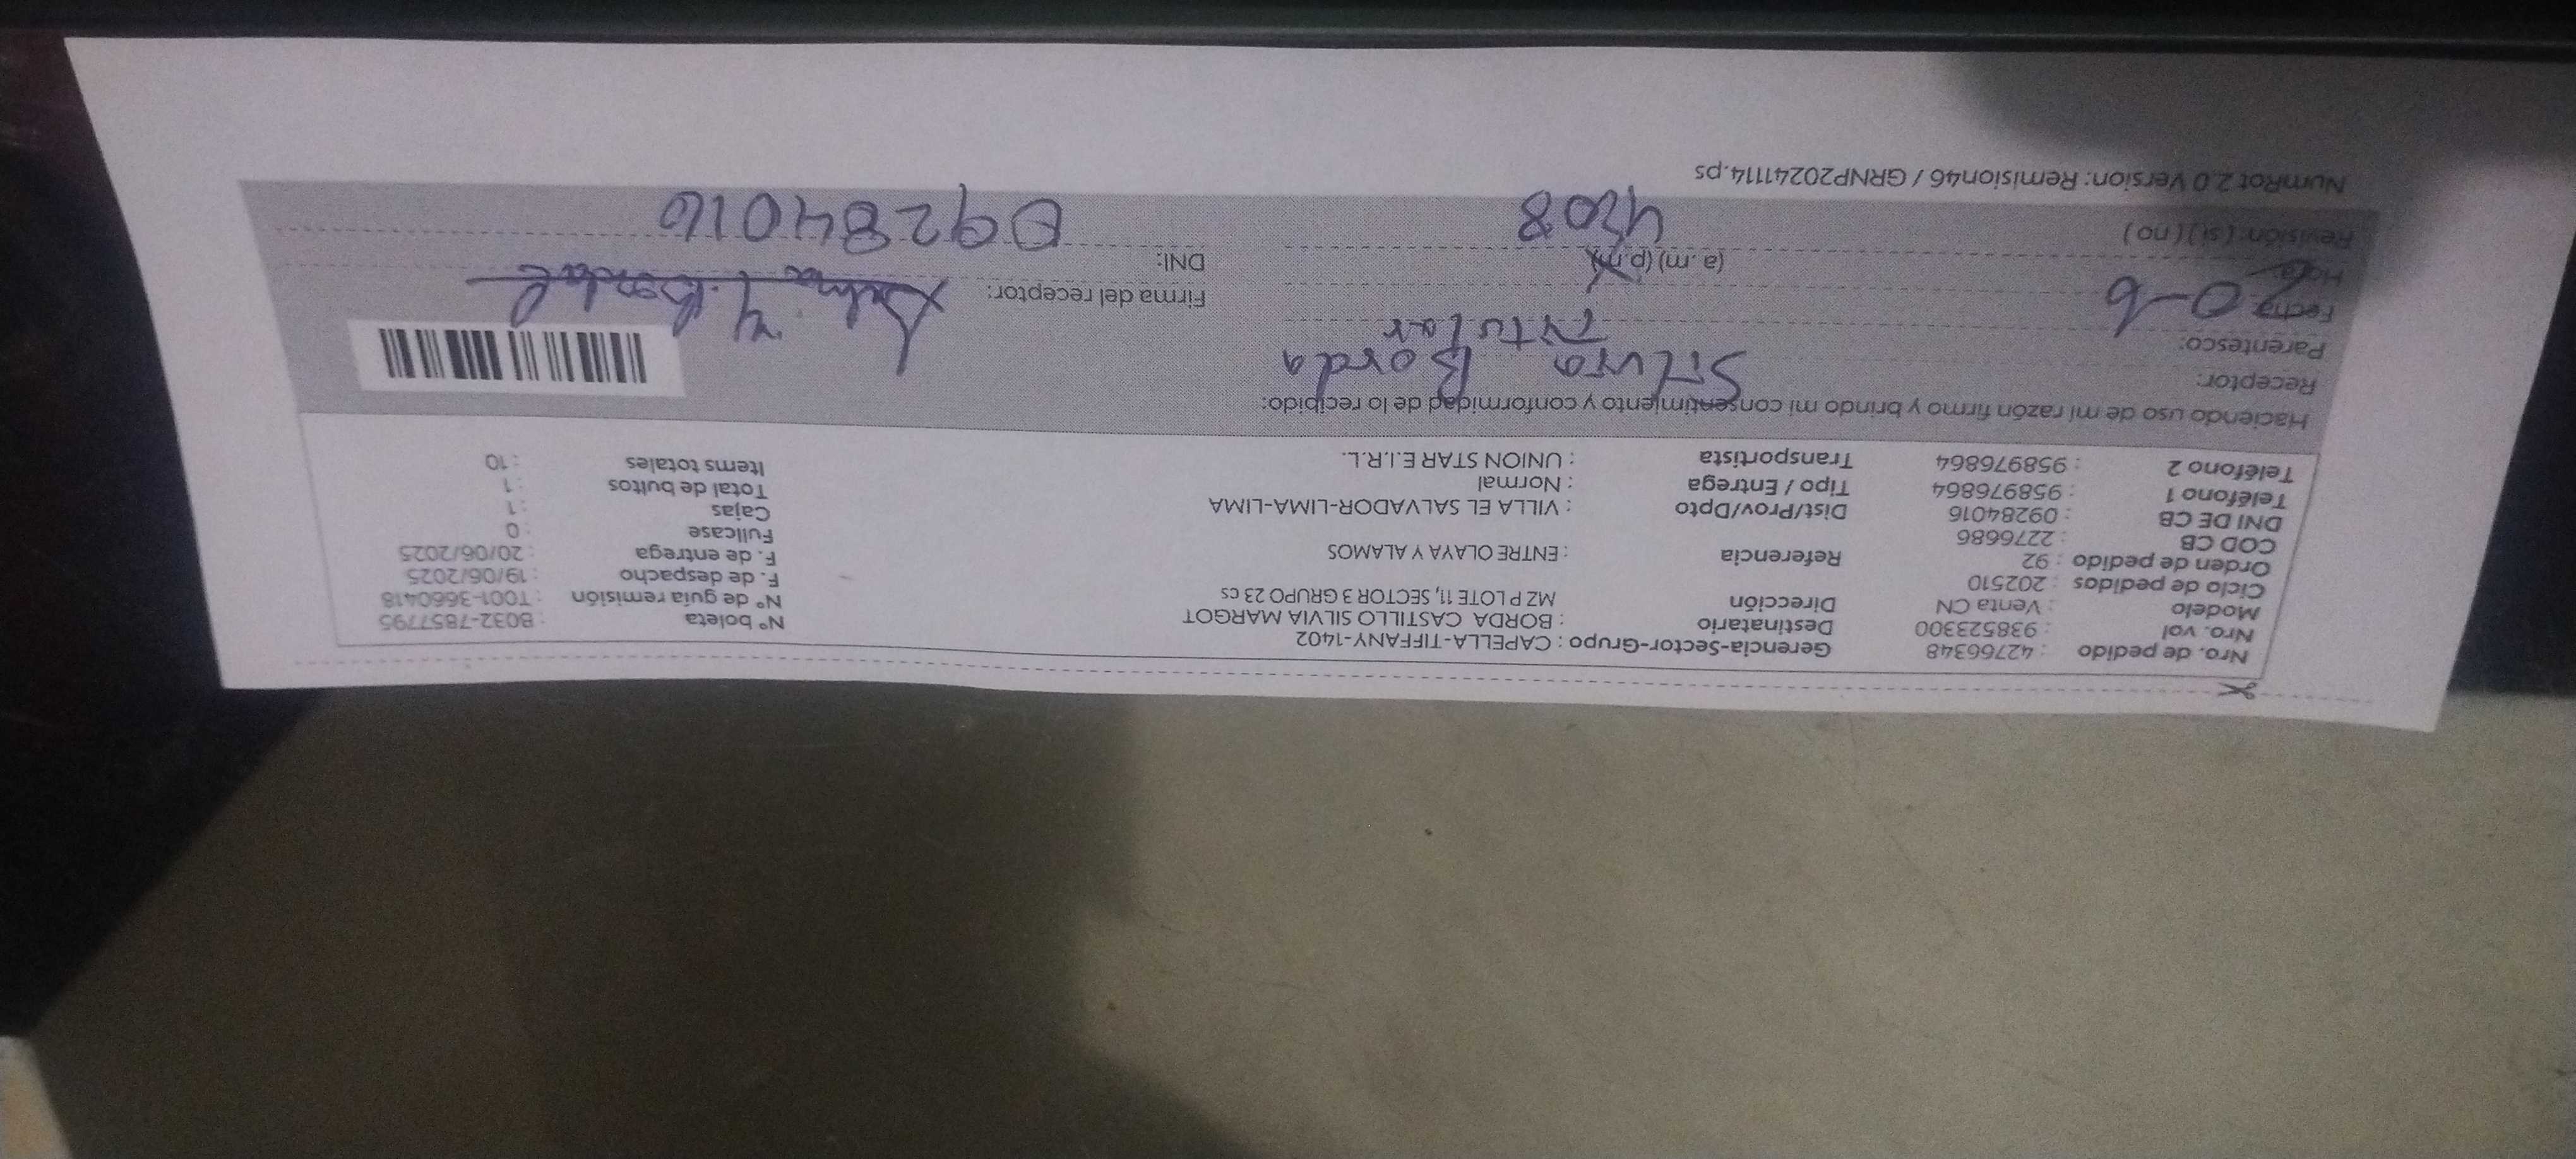 Nro. de pedido : 42766348 Gerencia-Sector-Grupo : CAPELLA-TIFFANY-1402
Nro. vol : 938523300 Destinatario : BORDA CASTILLO SILVIA MARGOT Nº boleta : B032-7857795
Modelo : Venta CN Dirección MZ P LOTE 11, SECTOR 3 GRUPO 23 cs Nº de guía remisión : T001-3660418
Ciclo de pedidos : 202510 F. de despacho : 19/06/2025
Orden de pedido : 92 Referencia : ENTRE OLAYA Y ALAMOS F. de entrega : 20/06/2025
COD CB : 2276686 Fullcase : 0
DNI DE CB : 09284016 Dist/Prov/Dpto : VILLA EL SALVADOR-LIMA-LIMA Cajas : 1
Teléfono 1 : 958976864 Tipo / Entrega : Normal Total de bultos : 1
Teléfono 2 : 958976864 Transportista : UNION STAR E.I.R.L. Items totales : 10
Haciendo uso de mi razón firmo y brindo mi consentimiento y conformidad de lo recibido:
Receptor: Silvia Borda
Parentesco: Titular
Fecha: 20-6 Firma del receptor:
Hora: (a.m) (p.m) DNI: 09284016
Revisión: (si) (no) 4208
NumRot 2.0 Version: Remision46 / GRNP20241114.ps